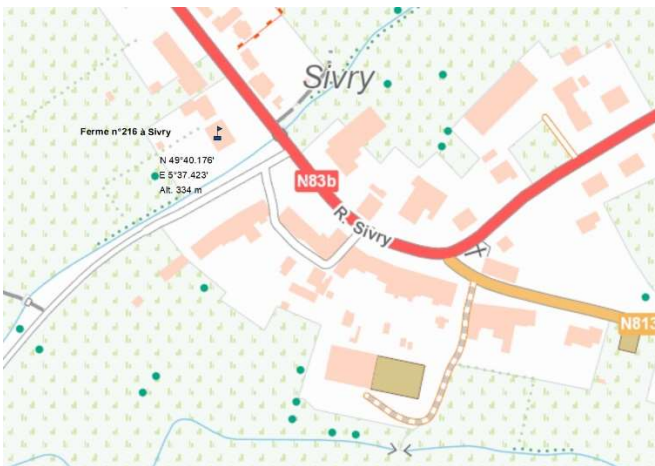 Sivry
Ferme n°216 à Sivry
N 49°40.176'
E 5°37.423'
Alt. 334 m
N83b
R. Sivry
N813